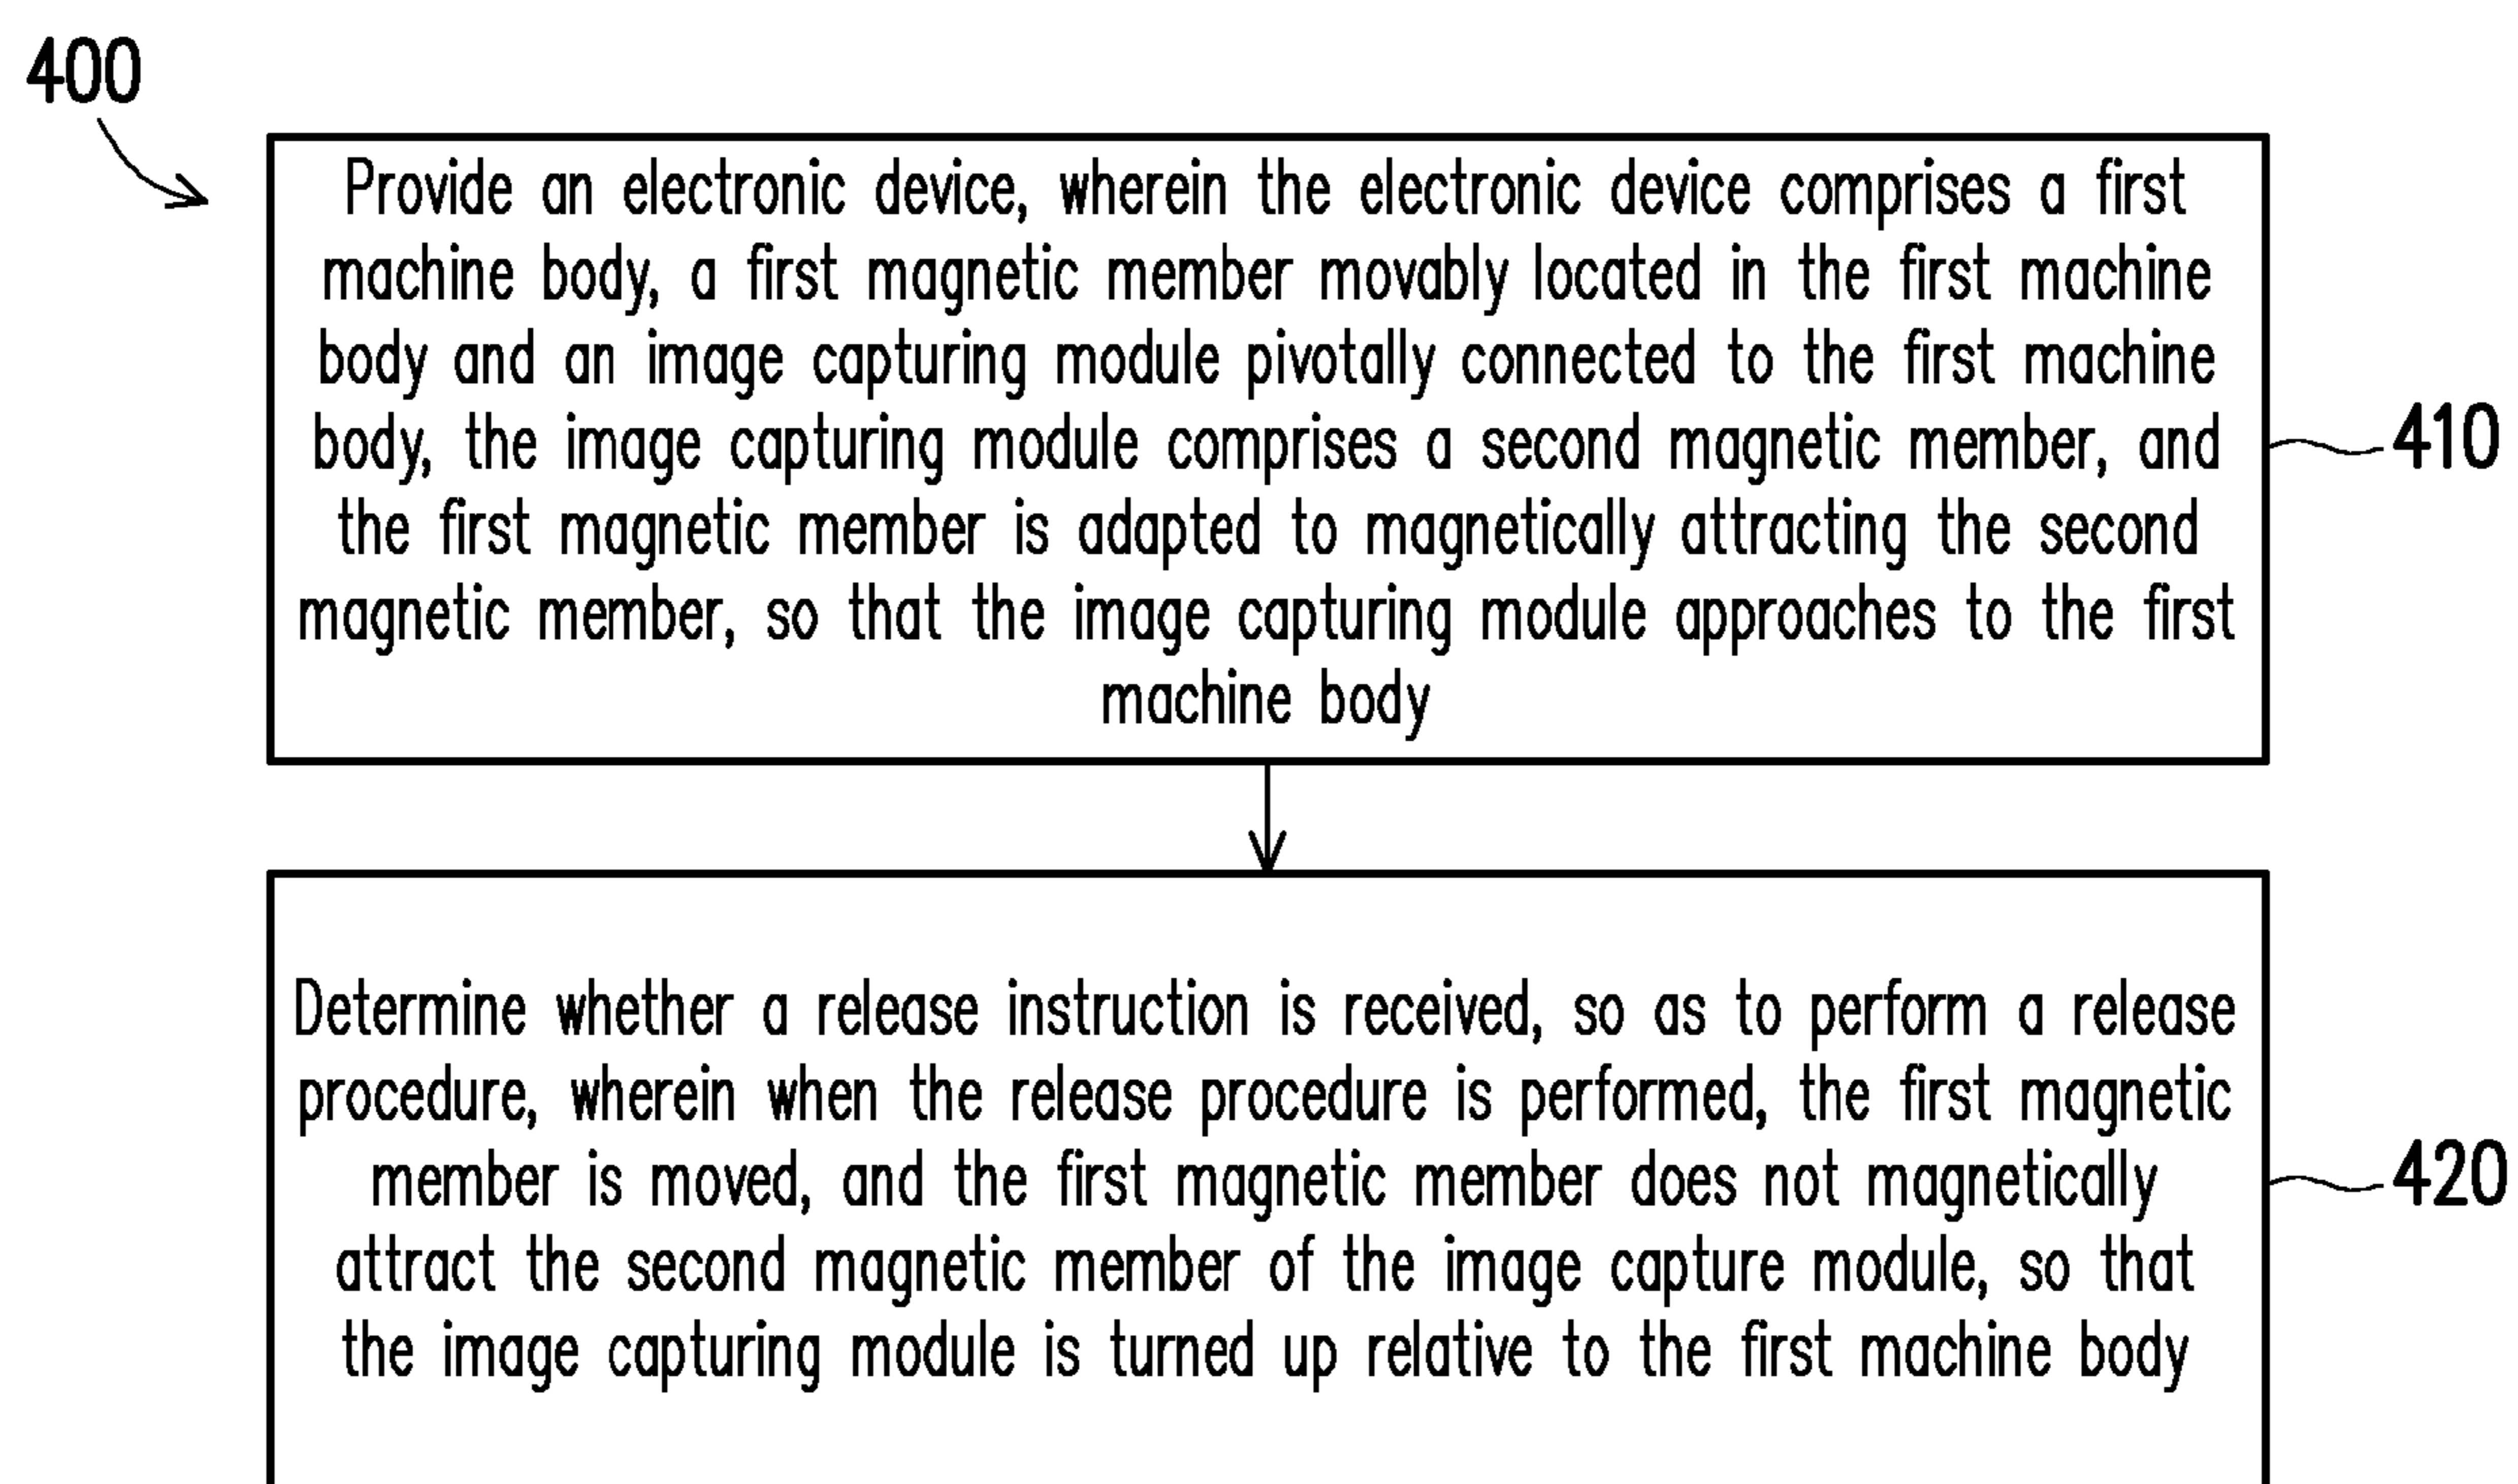 400
Provide an electronic device, wherein the electronic device comprises a first
machine body, a first magnetic member movably located in the first machine
body and an image capturing module pivotally connected to the first machine
body, the image capturing module comprises a second magnetic member, and
the first magnetic member is adapted to magnetically attracting the second
magnetic member, so that the image capturing module approaches to the first
machine body
410
Determine whether a release instruction is received, so as to perform a release
procedure, wherein when the release procedure is performed, the first magnetic
member is moved, and the first magnetic member does not magnetically
attract the second magnetic member of the image capture module, so that
the image capturing module is turned up relative to the first machine body
420